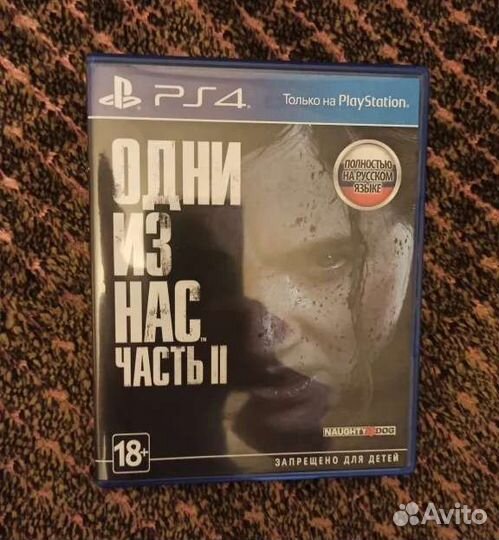 PS4
Только на PlayStation.
ПОЛНОСТЬЮ
НА РУССКОМ
ЯЗЫКЕ
ОДНИ
ИЗ
НАС™
ЧАСТЬ II
NAUGHTY DOG
18+
ЗАПРЕЩЕНО ДЛЯ ДЕТЕЙ
Avito